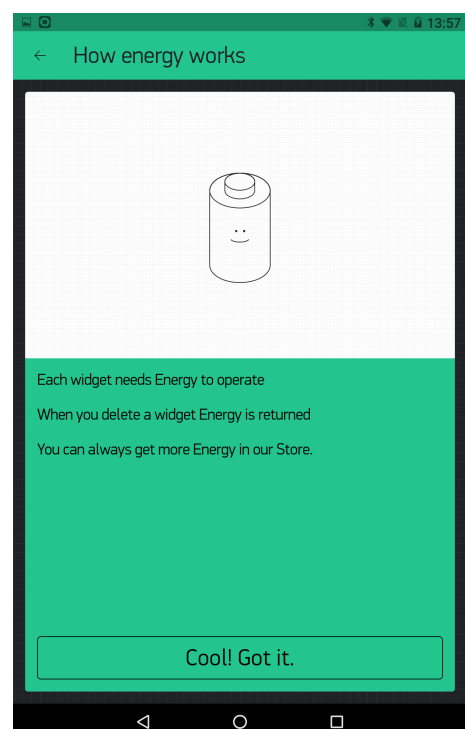 13:57
How energy works
Each widget needs Energy to operate
When you delete a widget Energy is returned
You can always get more Energy in our Store.
Cool! Got it.